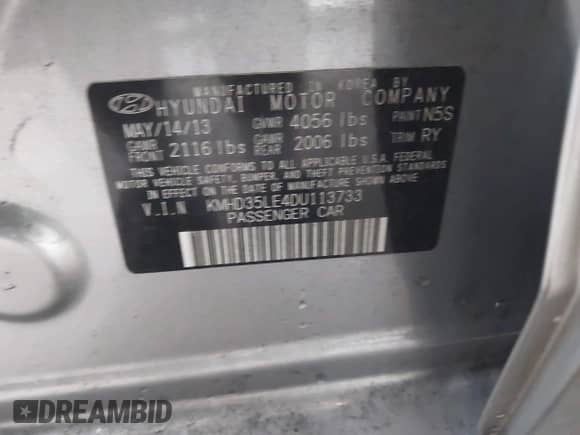 MANUFACTURED IN KOREA BY
HYUNDAI MOTOR COMPANY
MAY/14/13 GVWR 4056 lbs PAINT N5S
GAWR FRONT 2116 lbs GAWR REAR 2006 lbs TRIM RY
THIS VEHICLE CONFORMS TO ALL APPLICABLE U.S.A. FEDERAL
MOTOR VEHICLE SAFETY, BUMPER, AND THEFT PREVENTION
STANDARDS IN EFFECT ON THE DATE OF MANUFACTURE
SHOWN ABOVE.
V.I.N KMHD35LE4DU113733
PASSENGER CAR
DREAMBID